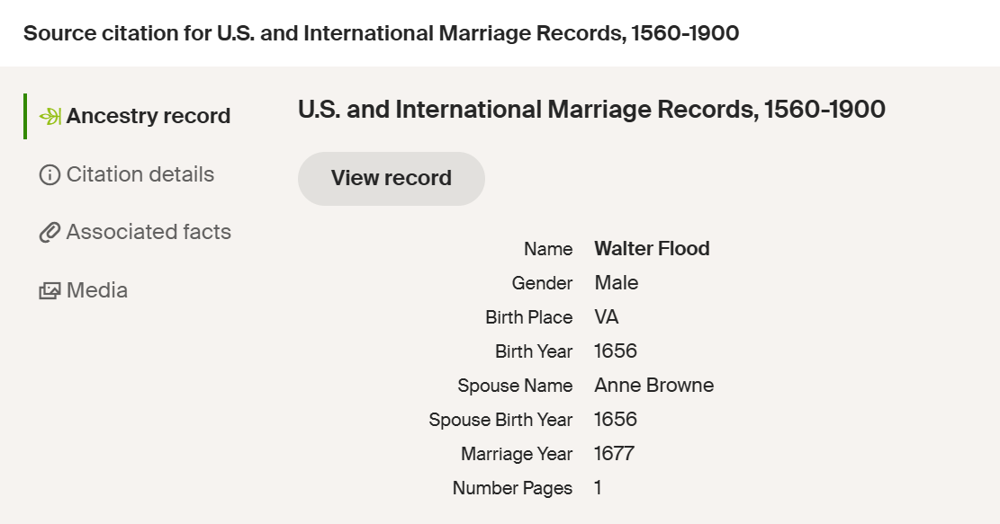 Source citation for U.S. and International Marriage Records, 1560-1900
Ancestry record
Citation details
Associated facts
Media
U.S. and International Marriage Records, 1560-1900
View record
Name Walter Flood
Gender Male
Birth Place VA
Birth Year 1656
Spouse Name Anne Browne
Spouse Birth Year 1656
Marriage Year 1677
Number Pages 1